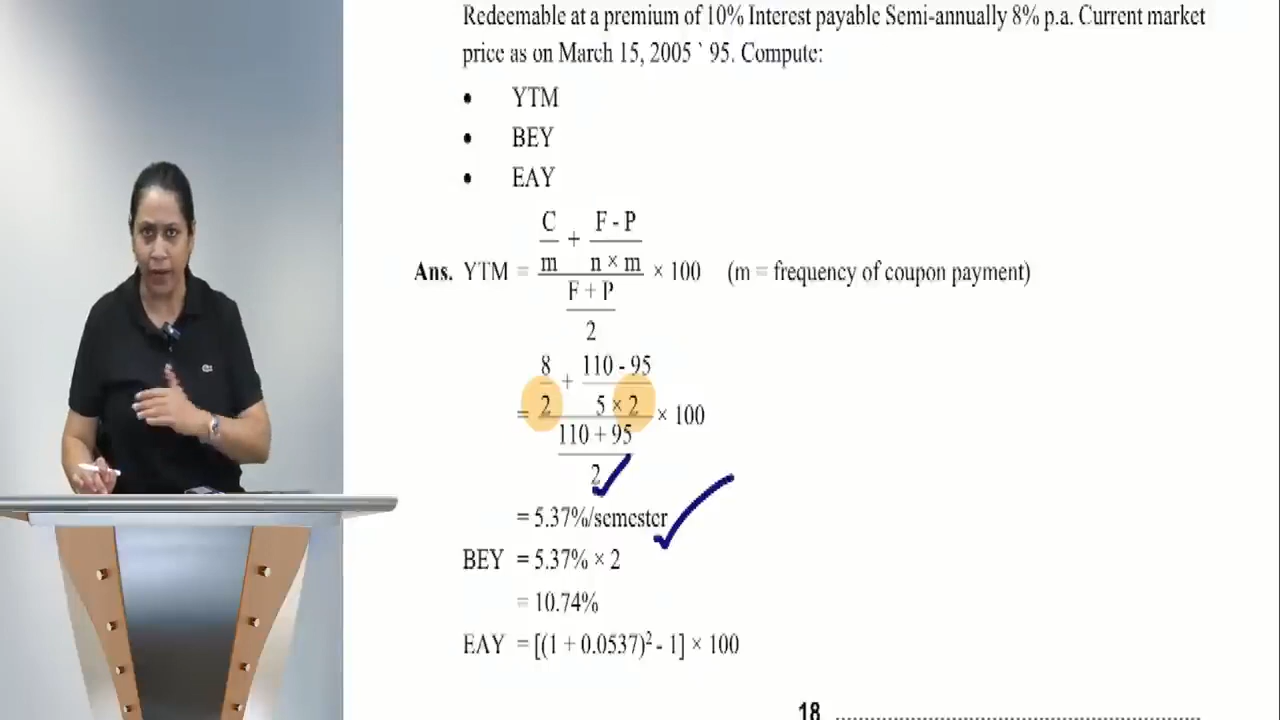 Redeemable at a premium of 10% Interest payable Semi-annually 8% p.a. Current market
price as on March 15, 2005 ` 95. Compute:
• YTM
• BEY
• EAY
C F - P
+
m n × m
Ans. YTM = × 100 (m = frequency of coupon payment)
F + P
2
8 110 - 95
+
2 5 × 2
= × 100
110 + 95
2
= 5.37%/semester
BEY = 5.37% × 2
= 10.74%
EAY = [(1 + 0.0537)² - 1] × 100
18